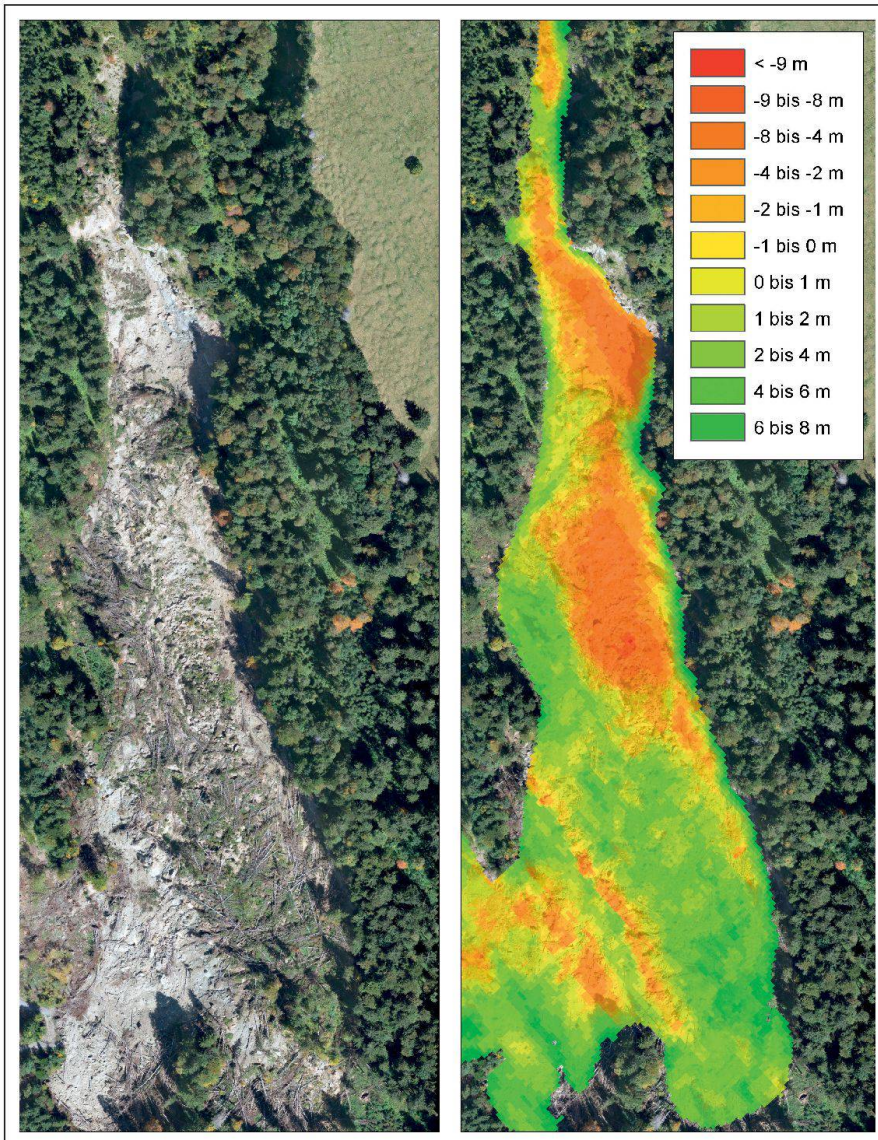 < -9 m
-9 bis -8 m
-8 bis -4 m
-4 bis -2 m
-2 bis -1 m
-1 bis 0 m
0 bis 1 m
1 bis 2 m
2 bis 4 m
4 bis 6 m
6 bis 8 m